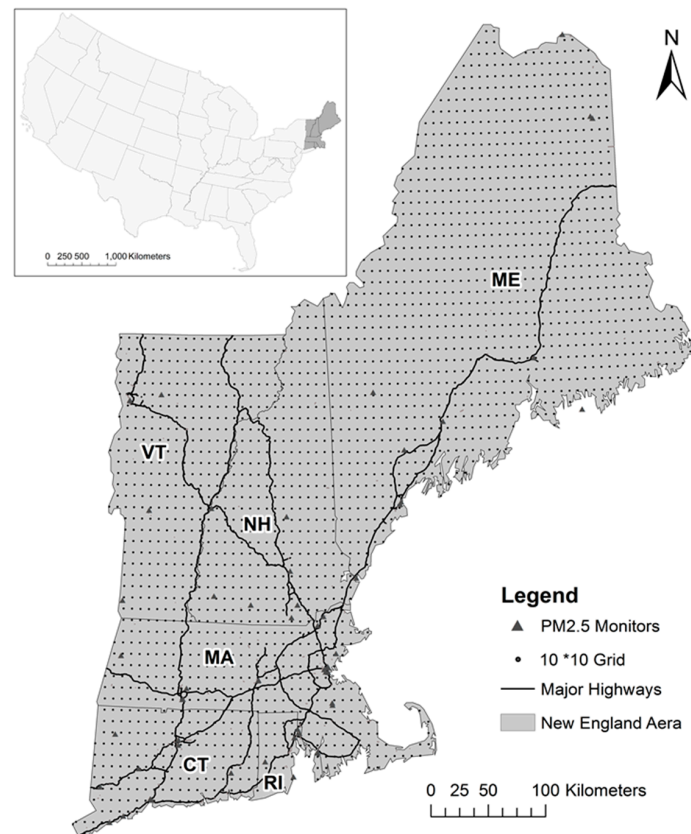 N
0 250 500 1,000 Kilometers
ME
VT
NH
MA
CT
RI
Legend
PM2.5 Monitors
10 *10 Grid
Major Highways
New England Aera
0 25 50 100 Kilometers